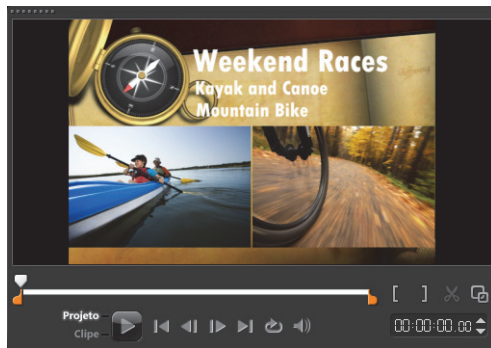 Weekend Races
Kayak and Canoe
Mountain Bike
Projeto
Clipe
00:00:00.00